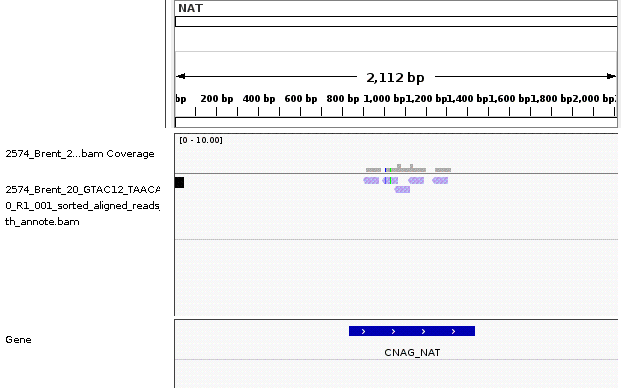 NAT
2,112 bp
bp 200 bp 400 bp 600 bp 800 bp 1,000 bp 1,200 bp 1,400 bp 1,600 bp 1,800 bp 2,000 bp
[0 - 10.00]
2574_Brent_2...bam Coverage
2574_Brent_20_GTAC12_TAACA
0_R1_001_sorted_aligned_reads_
th_annote.bam
Gene
CNAG_NAT